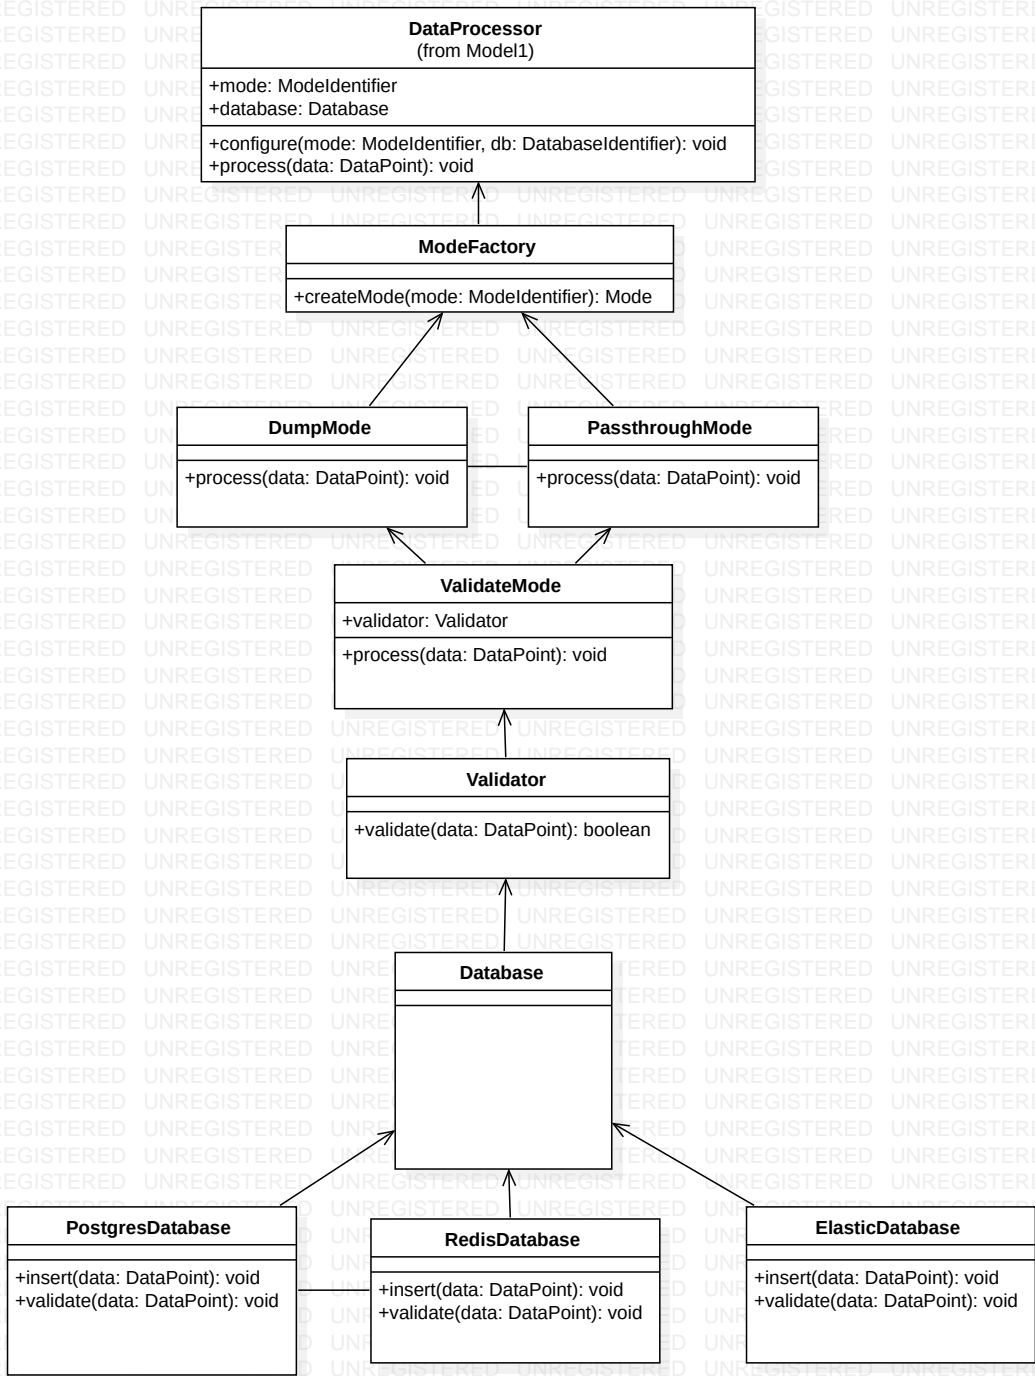 DataProcessor
(from Model1)
+mode: ModeIdentifier
+database: Database
+configure(mode: ModeIdentifier, db: DatabaseIdentifier): void
+process(data: DataPoint): void
ModeFactory
+createMode(mode: ModeIdentifier): Mode
DumpMode
+process(data: DataPoint): void
PassthroughMode
+process(data: DataPoint): void
ValidateMode
+validator: Validator
+process(data: DataPoint): void
Validator
+validate(data: DataPoint): boolean
Database
PostgresDatabase
+insert(data: DataPoint): void
+validate(data: DataPoint): void
RedisDatabase
+insert(data: DataPoint): void
+validate(data: DataPoint): void
ElasticDatabase
+insert(data: DataPoint): void
+validate(data: DataPoint): void
UNREGISTERED